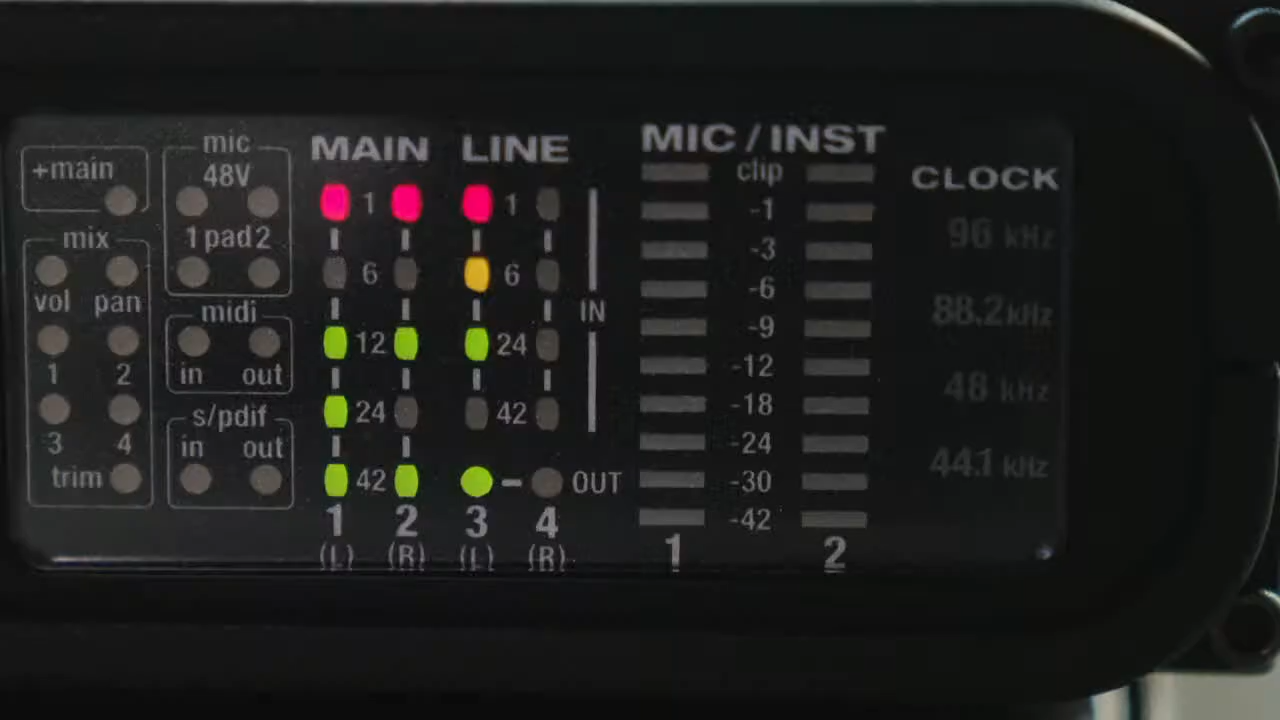 +main
mix
vol pan
1 2
3 4
trim
mic
48V
1 pad 2
midi
in out
s/pdif
in out
MAIN LINE
1 1
6 6
12 24
24 42
42
IN
OUT
1 2 3 4
(L) (R) (L) (R)
MIC / INST
clip
-1
-3
-6
-9
-12
-18
-24
-30
-42
1 2
CLOCK
96 kHz
88.2 kHz
48 kHz
44.1 kHz